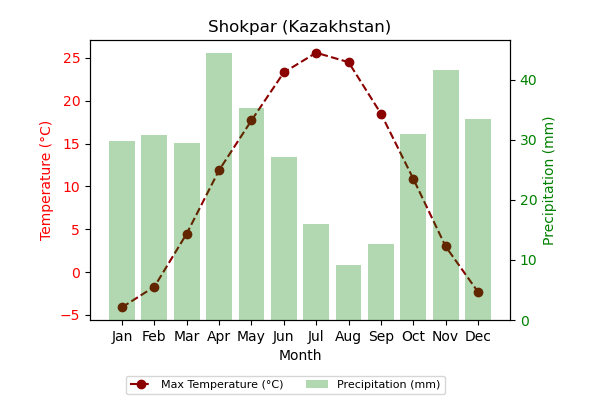 Shokpar (Kazakhstan)
25
20
15
10
5
0
−5
Temperature (°C)
40
30
20
10
0
Precipitation (mm)
Jan Feb Mar Apr May Jun Jul Aug Sep Oct Nov Dec
Month
Max Temperature (°C) Precipitation (mm)